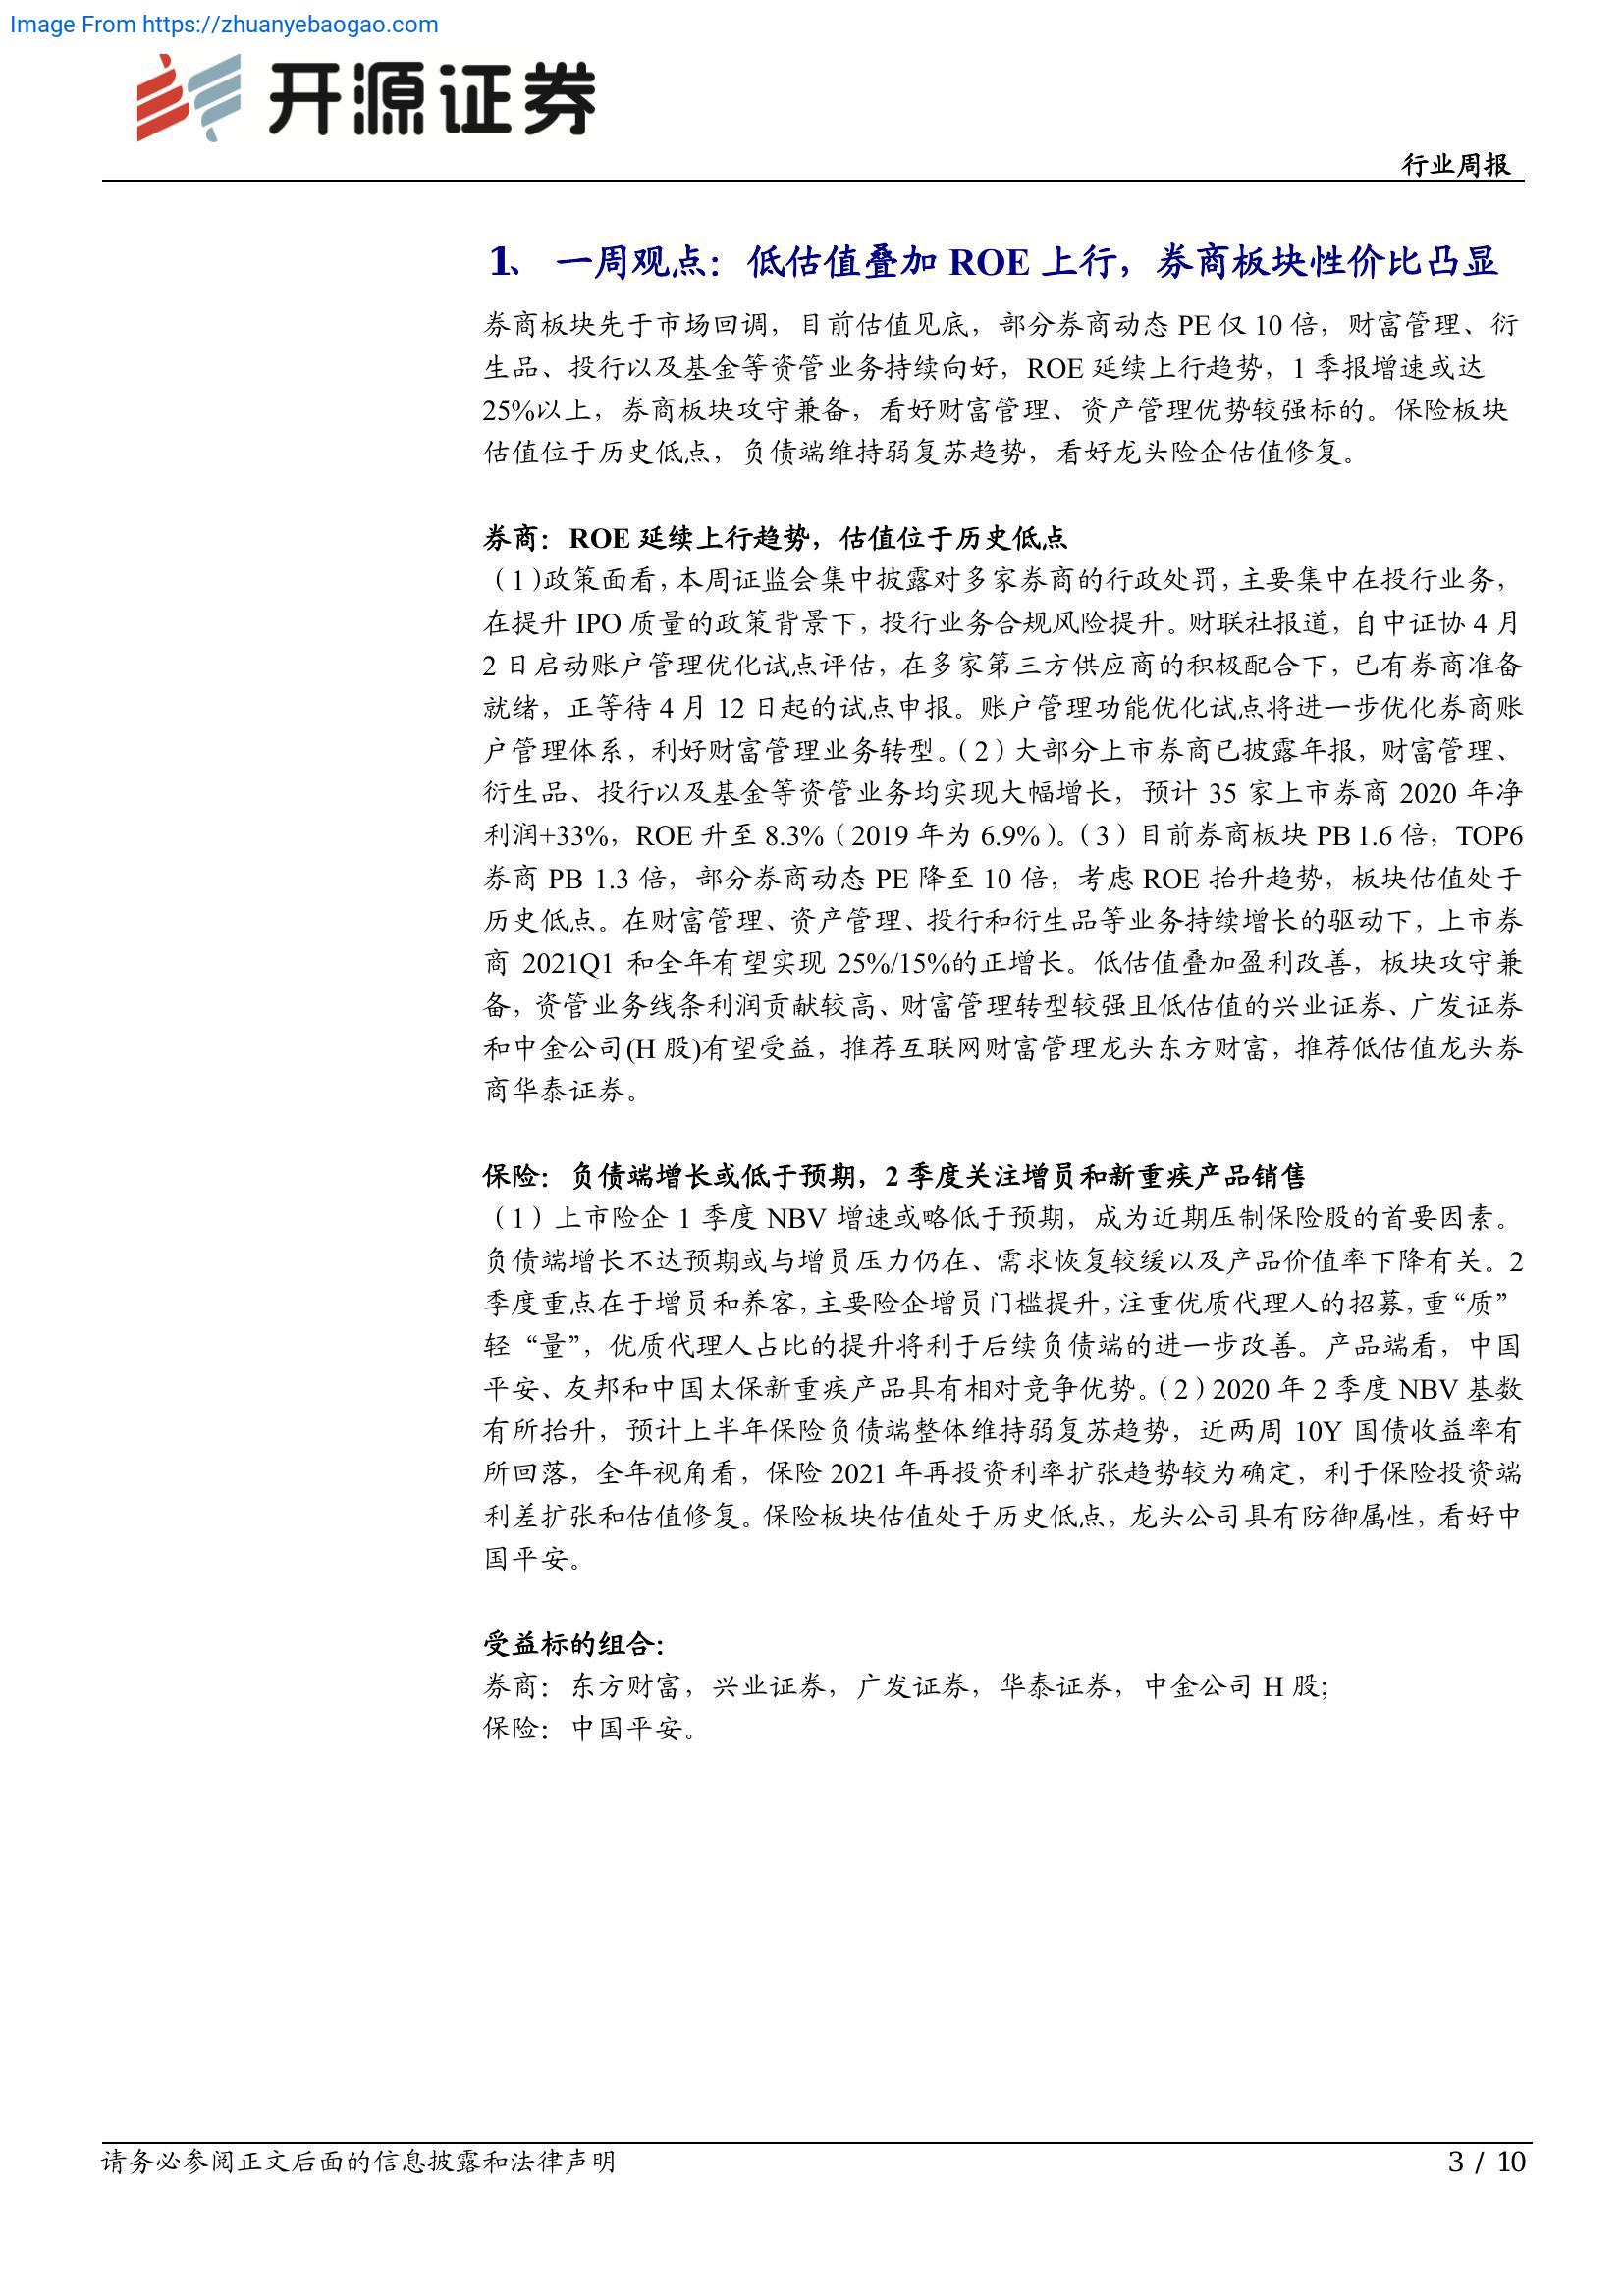 Image From https://zhuanyebaogao.com
开源证券
行业周报
1、 一周观点：低估值叠加 ROE 上行，券商板块性价比凸显
券商板块先于市场回调，目前估值见底，部分券商动态 PE 仅 10 倍，财富管理、衍
生品、投行以及基金等资管业务持续向好，ROE 延续上行趋势，1 季报增速或达
25%以上，券商板块攻守兼备，看好财富管理、资产管理优势较强标的。保险板块
估值位于历史低点，负债端维持弱复苏趋势，看好龙头险企估值修复。
券商：ROE 延续上行趋势，估值位于历史低点
（1）政策面看，本周证监会集中披露对多家券商的行政处罚，主要集中在投行业务，
在提升 IPO 质量的政策背景下，投行业务合规风险提升。财联社报道，自中证协 4 月
2 日启动账户管理优化试点评估，在多家第三方供应商的积极配合下，已有券商准备
就绪，正等待 4 月 12 日起的试点申报。账户管理功能优化试点将进一步优化券商账
户管理体系，利好财富管理业务转型。（2）大部分上市券商已披露年报，财富管理、
衍生品、投行以及基金等资管业务均实现大幅增长，预计 35 家上市券商 2020 年净
利润+33%，ROE 升至 8.3%（2019 年为 6.9%）。（3）目前券商板块 PB 1.6 倍，TOP6
券商 PB 1.3 倍，部分券商动态 PE 降至 10 倍，考虑 ROE 抬升趋势，板块估值处于
历史低点。在财富管理、资产管理、投行和衍生品等业务持续增长的驱动下，上市券
商 2021Q1 和全年有望实现 25%/15%的正增长。低估值叠加盈利改善，板块攻守兼
备，资管业务线条利润贡献较高、财富管理转型较强且低估值的兴业证券、广发证券
和中金公司(H 股)有望受益，推荐互联网财富管理龙头东方财富，推荐低估值龙头券
商华泰证券。
保险：负债端增长或低于预期，2 季度关注增员和新重疾产品销售
（1）上市险企 1 季度 NBV 增速或略低于预期，成为近期压制保险股的首要因素。
负债端增长不达预期或与增员压力仍在、需求恢复较缓以及产品价值率下降有关。2
季度重点在于增员和养客，主要险企增员门槛提升，注重优质代理人的招募，重“质”
轻“量”，优质代理人占比的提升将利于后续负债端的进一步改善。产品端看，中国
平安、友邦和中国太保新重疾产品具有相对竞争优势。（2）2020 年 2 季度 NBV 基数
有所抬升，预计上半年保险负债端整体维持弱复苏趋势，近两周 10Y 国债收益率有
所回落，全年视角看，保险 2021 年再投资利率扩张趋势较为确定，利于保险投资端
利差扩张和估值修复。保险板块估值处于历史低点，龙头公司具有防御属性，看好中
国平安。
受益标的组合：
券商：东方财富，兴业证券，广发证券，华泰证券，中金公司 H 股；
保险：中国平安。
请务必参阅正文后面的信息披露和法律声明
3 / 10